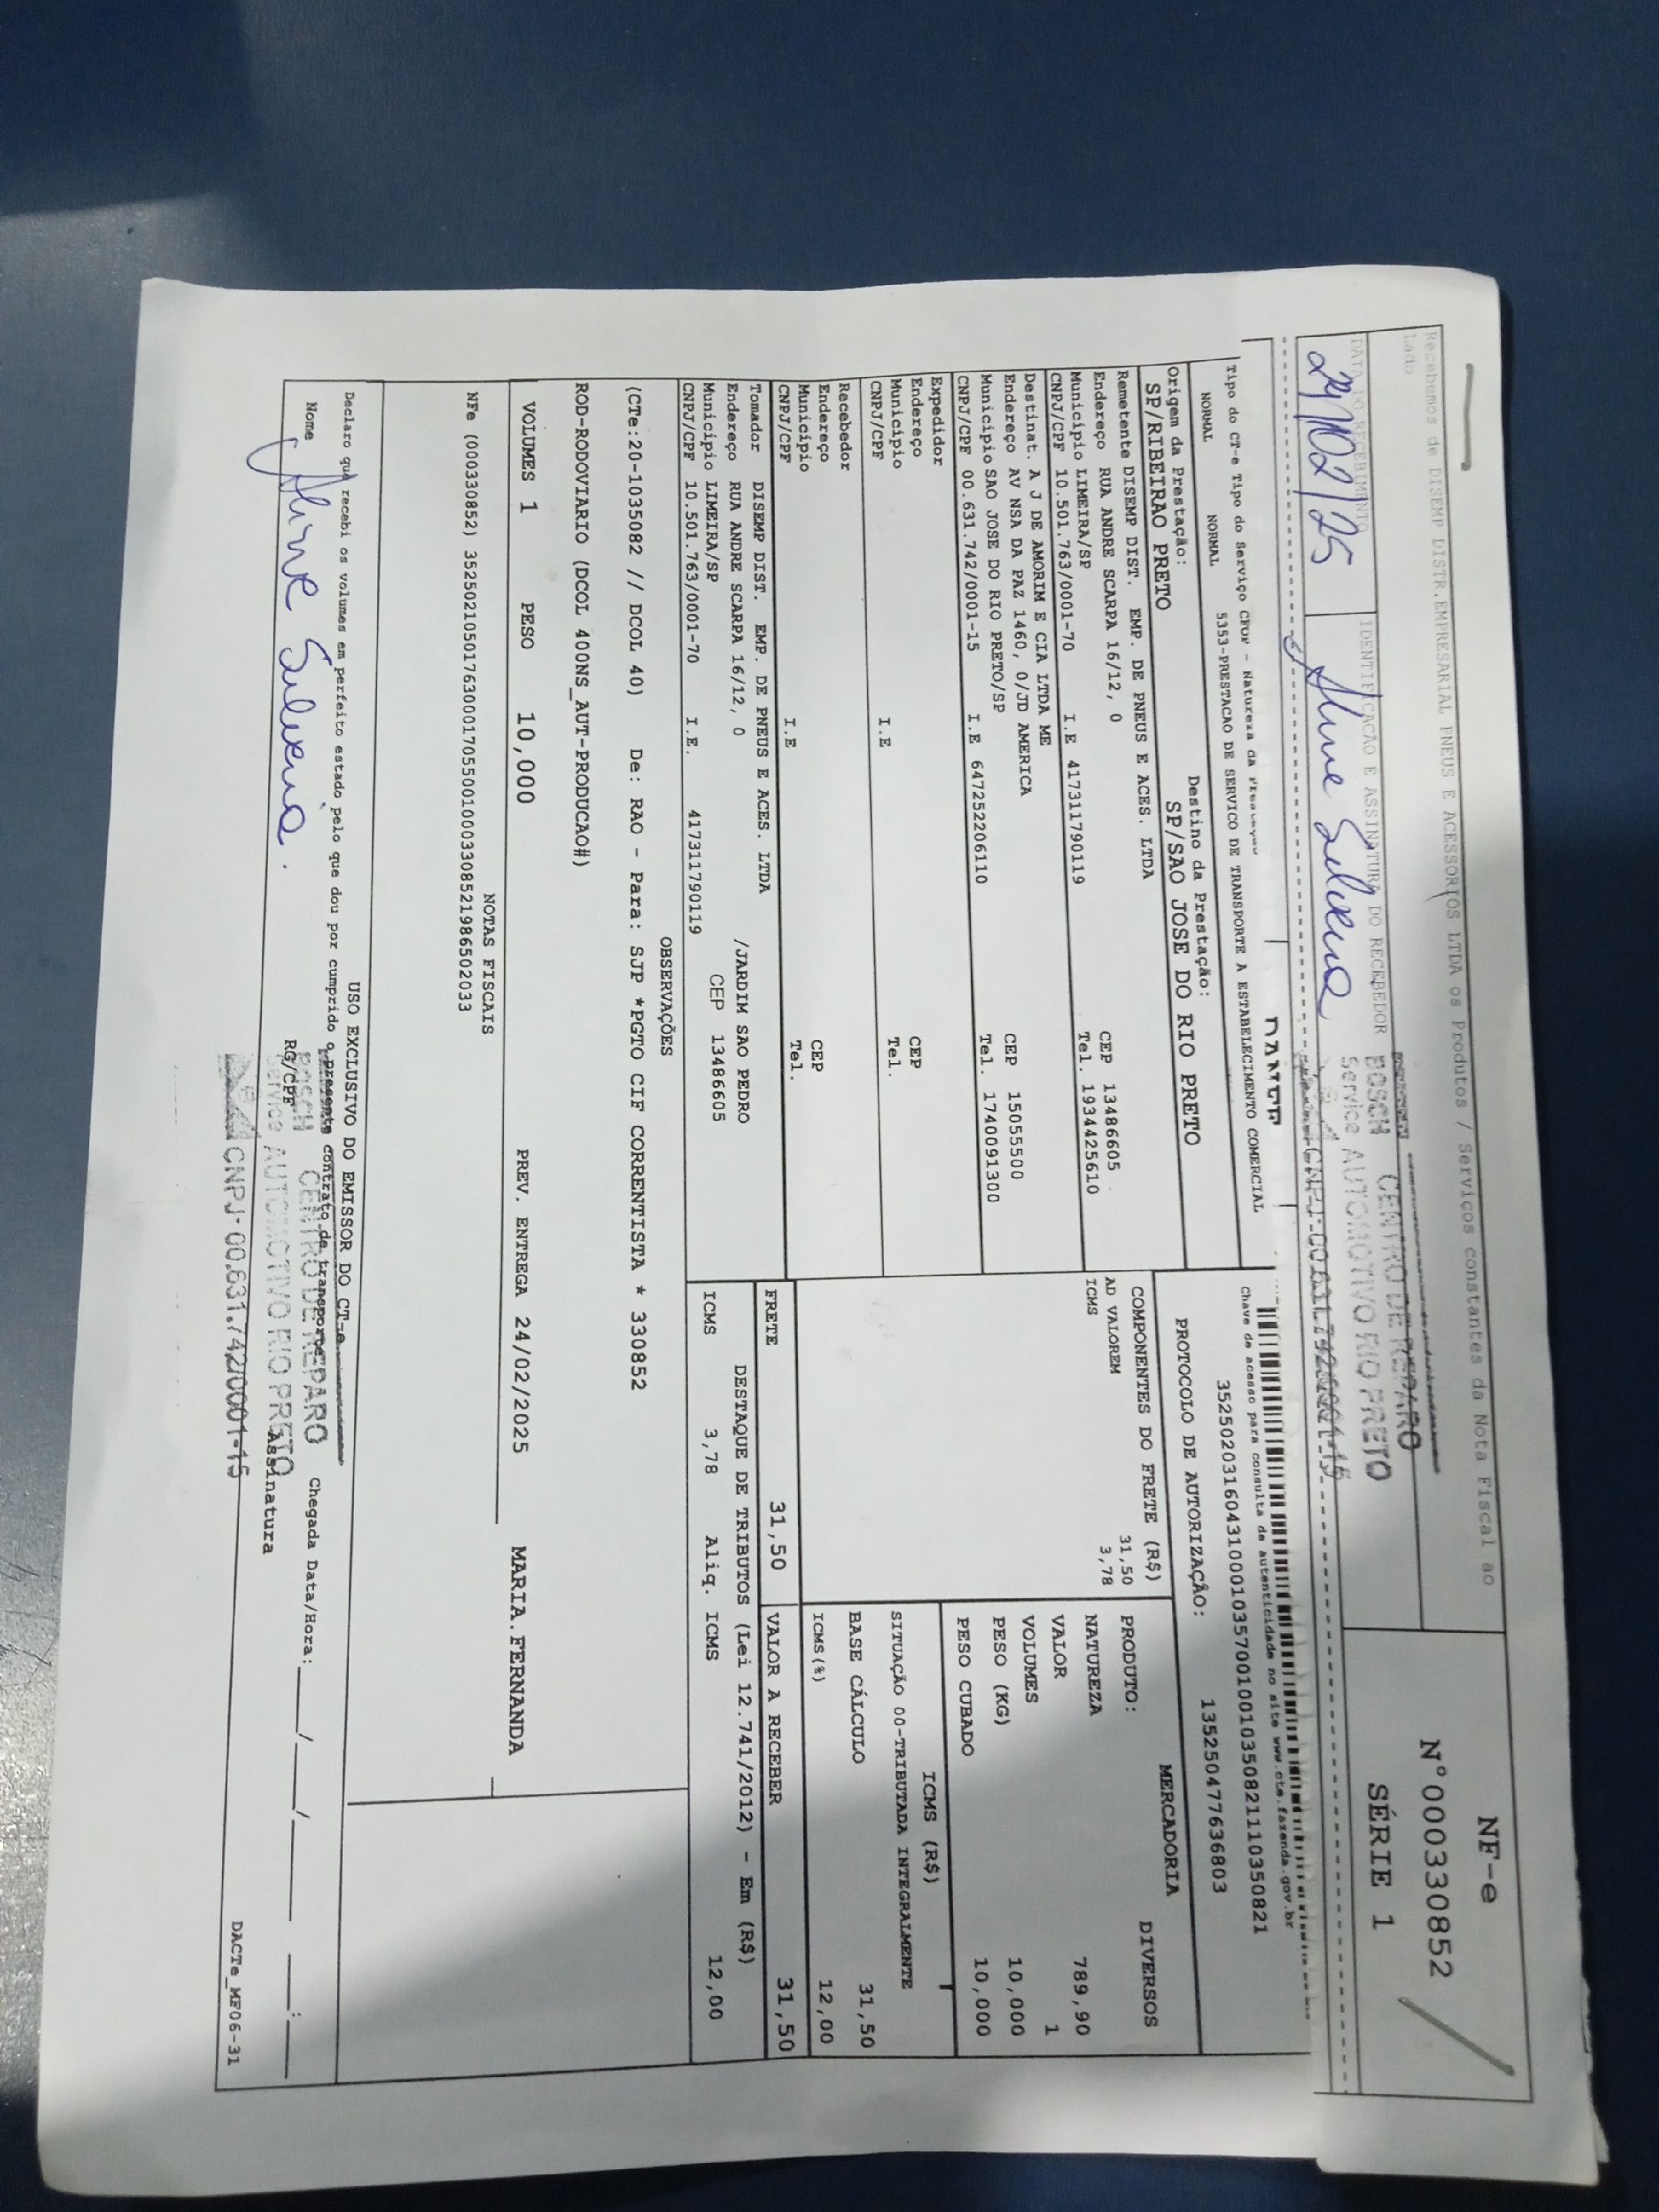 Recebemos de DISEMP DISTR.EMPRESARIAL PNEUS E ACESSORIOS LTDA os Produtos / Serviços constantes da Nota Fiscal ao
lado
NF-e
Nº000330852
SÉRIE 1
DATA DO RECEBIMENTO
IDENTIFICAÇÃO E ASSINATURA DO RECEBEDOR
24/02/25
Aline Silveira
BOSCH CENTRO DE REPARO
Service AUTOMOTIVO RIO PRETO
CNPJ: 00.631.742/0001-15
Tipo do CT-e Tipo do Serviço CFOP - Natureza da Prestação
NORMAL NORMAL 5353-PRESTACAO DE SERVICO DE TRANSPORTE A ESTABELECIMENTO COMERCIAL
Chave de acesso para consulta de autenticidade no site www.cte.fazenda.gov.br
35250203160431000103570010010350821110350821
PROTOCOLO DE AUTORIZAÇÃO: 135250477636803
Origem da Prestação: Destino da Prestação:
SP/RIBEIRAO PRETO SP/SAO JOSE DO RIO PRETO
Remetente DISEMP DIST. EMP. DE PNEUS E ACES. LTDA
Endereço RUA ANDRE SCARPA 16/12, 0 CEP 13486605
Município LIMEIRA/SP Tel. 1934425610
CNPJ/CPF 10.501.763/0001-70 I.E 417311790119
Destinat. A J DE AMORIM E CIA LTDA ME
Endereço AV NSA DA PAZ 1460, 0/JD AMERICA CEP 15055500
Município SAO JOSE DO RIO PRETO/SP Tel. 1740091300
CNPJ/CPF 00.631.742/0001-15 I.E 647252206110
Expedidor
Endereço CEP
Município Tel.
CNPJ/CPF I.E
Recebedor
Endereço CEP
Município Tel.
CNPJ/CPF I.E
COMPONENTES DO FRETE (R$)
AD VALOREM 31,50
ICMS 3,78
MERCADORIA
PRODUTO: DIVERSOS
NATUREZA
VALOR 789,90
VOLUMES 1
PESO (KG) 10,000
PESO CUBADO 10,000
ICMS (R$)
SITUAÇÃO 00-TRIBUTADA INTEGRALMENTE
BASE CÁLCULO 31,50
ICMS(%) 12,00
Tomador DISEMP DIST. EMP. DE PNEUS E ACES. LTDA
Endereço RUA ANDRE SCARPA 16/12, 0 /JARDIM SAO PEDRO
Município LIMEIRA/SP CEP 13486605
CNPJ/CPF 10.501.763/0001-70 I.E. 417311790119
FRETE 31,50 VALOR A RECEBER 31,50
DESTAQUE DE TRIBUTOS (Lei 12.741/2012) - Em (R$)
ICMS 3,78 Aliq. ICMS 12,00
OBSERVAÇÕES
(CTe:20-1035082 // DCOL 40) De: RAO - Para: SJP *PGTO CIF CORRENTISTA * 330852
ROD-RODOVIARIO (DCOL 400NS_AUT-PRODUCAO#)
VOLUMES 1 PESO 10,000 PREV. ENTREGA 24/02/2025 MARIA.FERNANDA
NOTAS FISCAIS
NFe (000330852) 35250210501763000170550010003308521986502033
USO EXCLUSIVO DO EMISSOR DO CT-e
Declaro que recebi os volumes em perfeito estado pelo que dou por cumprido o presente contrato de transporte
Nome Aline Silveira. RG/CPF Chegada Data/Hora: ___/___/_____ ___:___
Assinatura
BOSCH CENTRO DE REPARO
Service AUTOMOTIVO RIO PRETO
CNPJ: 00.631.742/0001-15
DACTe_MF06-31